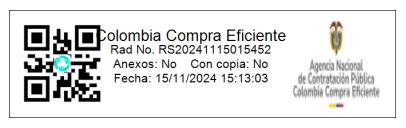 Colombia Compra Eficiente
Rad No. RS20241115015452
Anexos: No Con copia: No
Fecha: 15/11/2024 15:13:03
Agencia Nacional
de Contratación Pública
Colombia Compra Eficiente